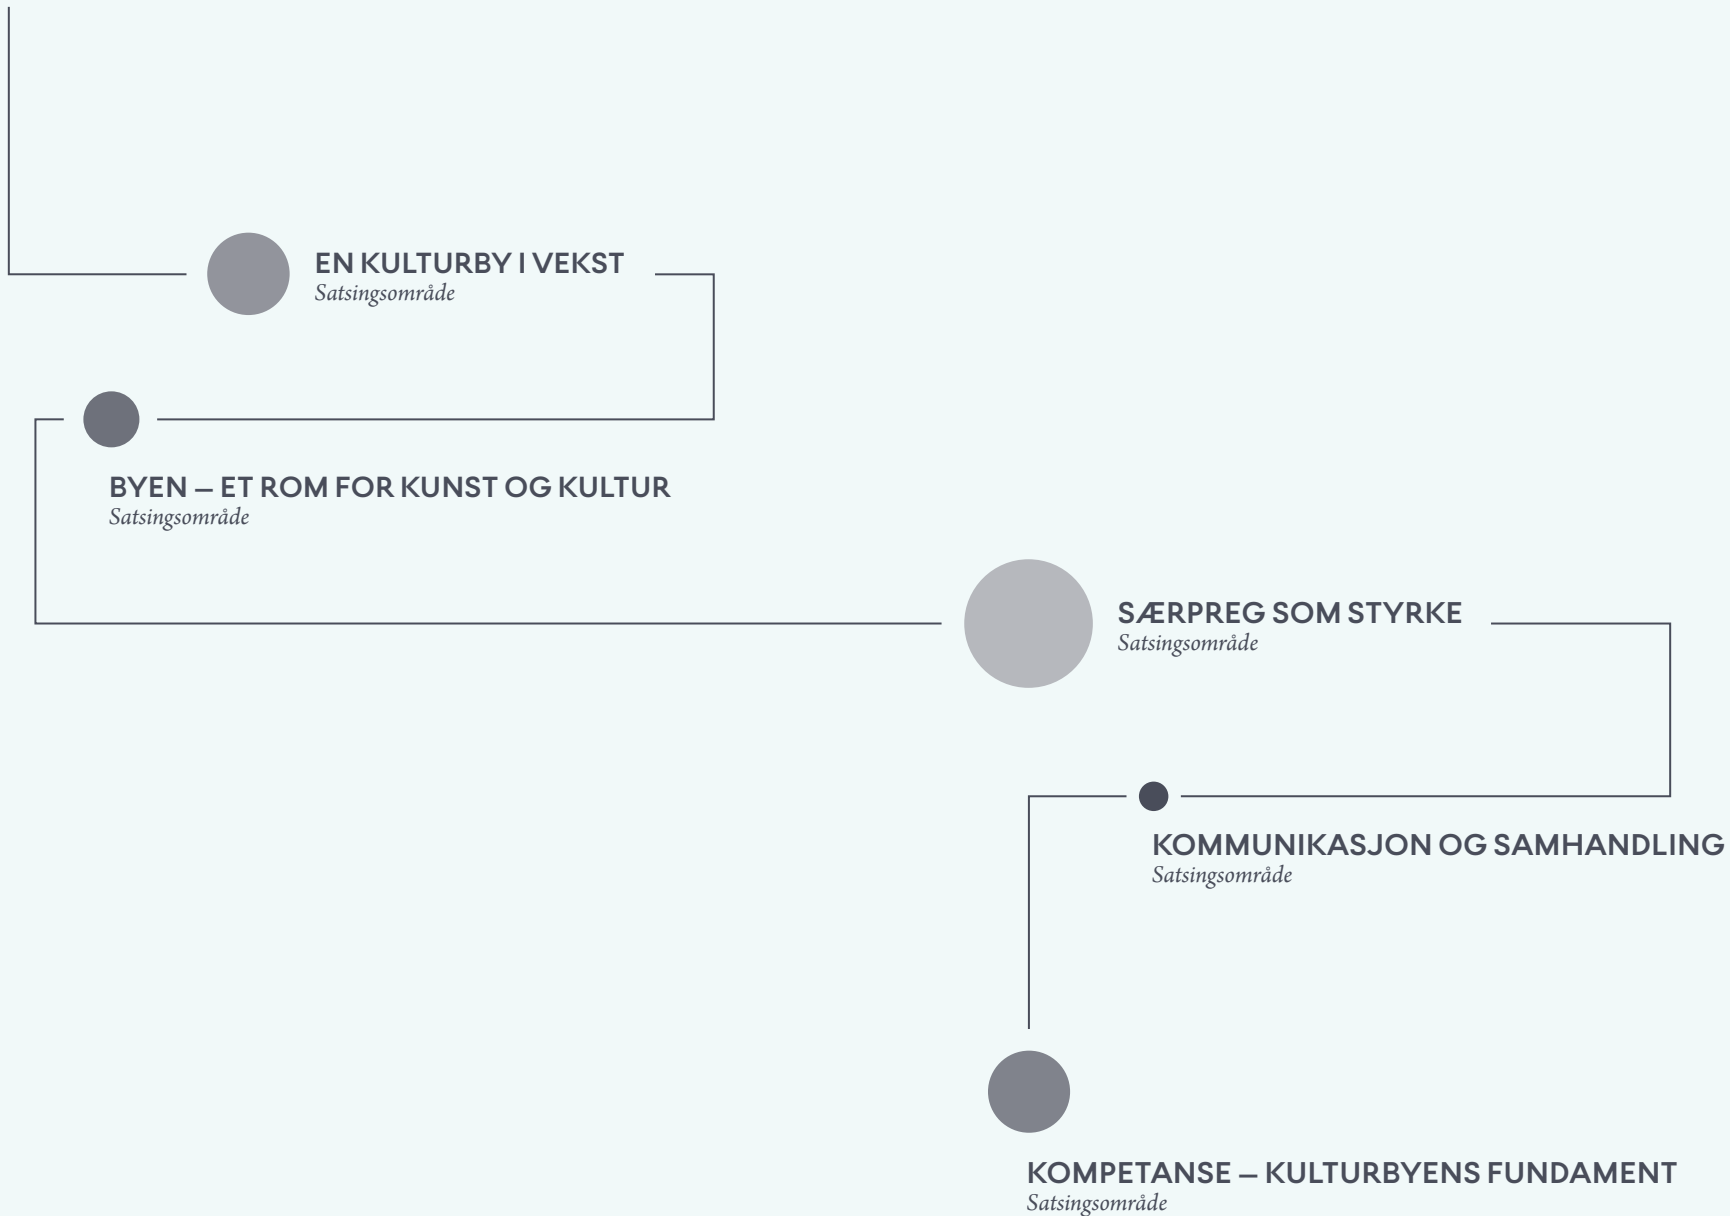 EN KULTURBY I VEKST
Satsingsområde
BYEN – ET ROM FOR KUNST OG KULTUR
Satsingsområde
SÆRPREG SOM STYRKE
Satsingsområde
KOMMUNIKASJON OG SAMHANDLING
Satsingsområde
KOMPETANSE – KULTURBYENS FUNDAMENT
Satsingsområde